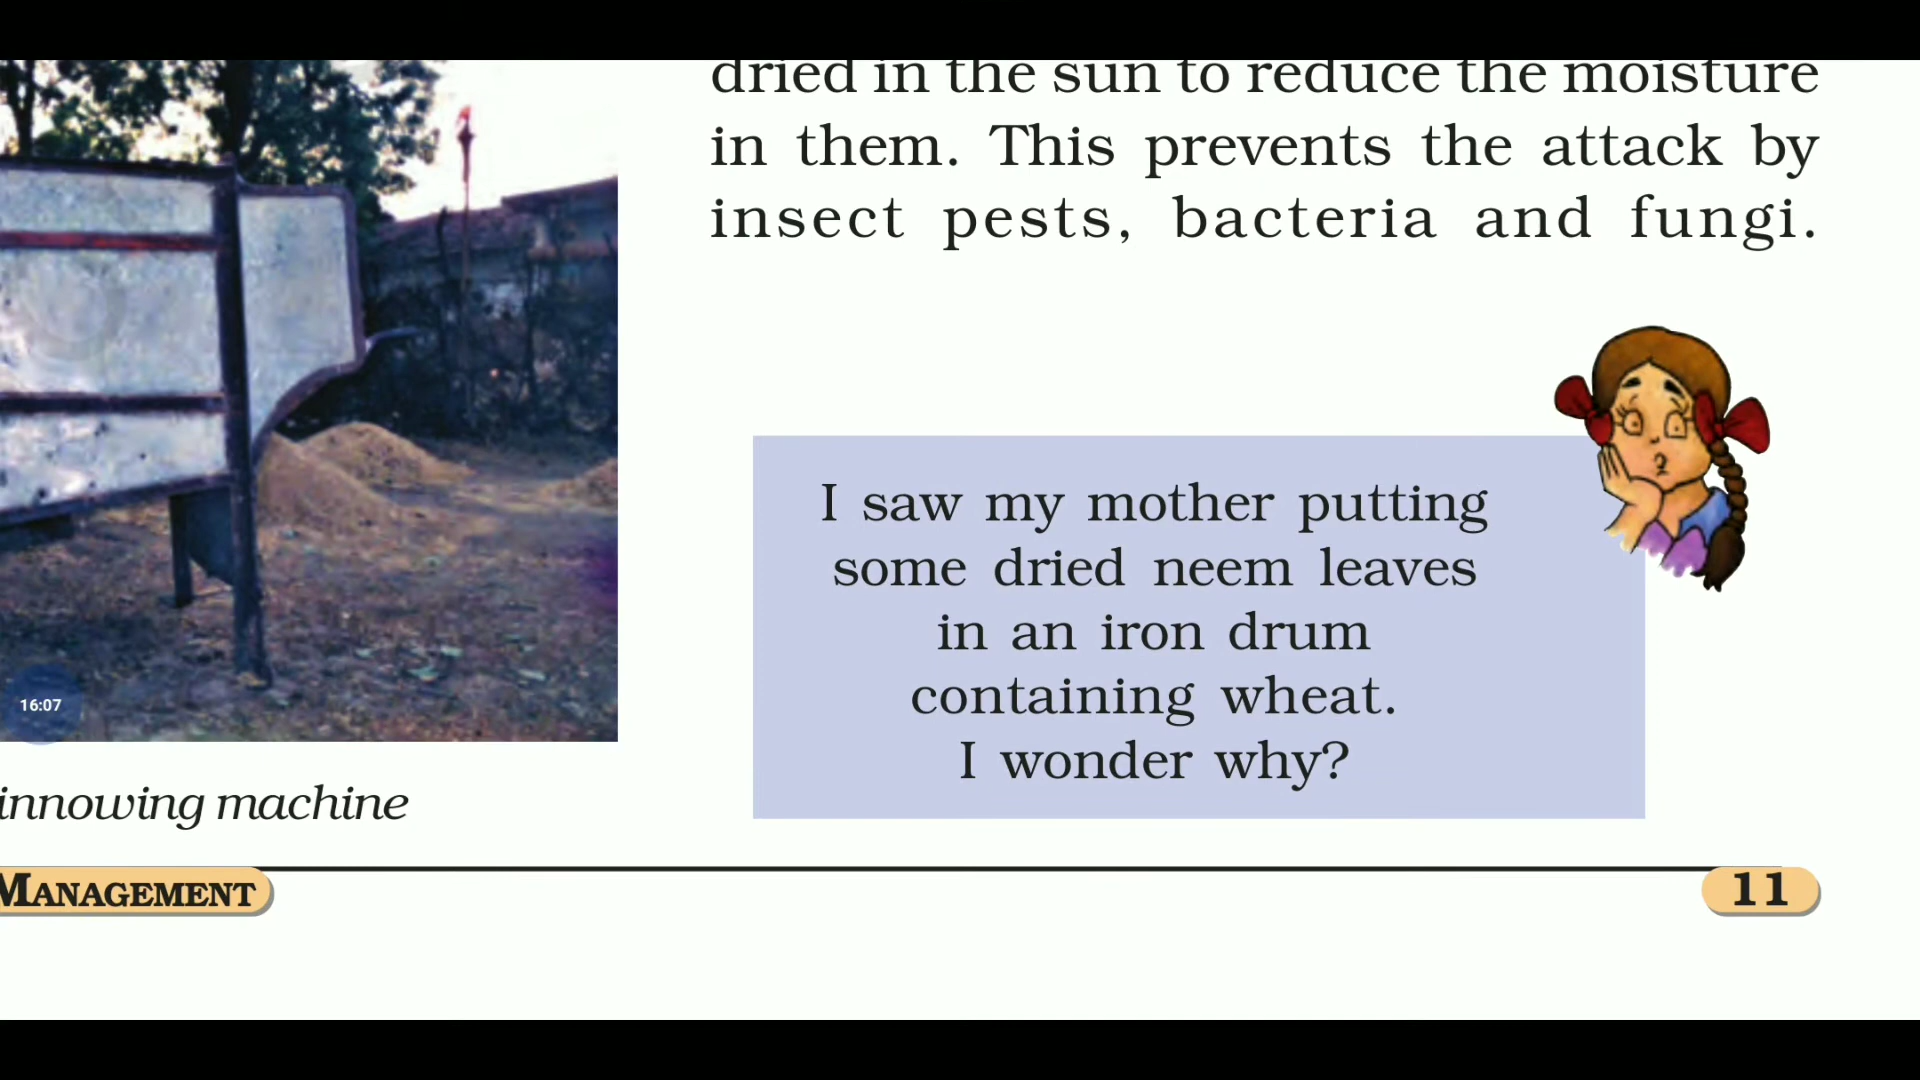 dried in the sun to reduce the moisture
in them. This prevents the attack by
insect pests, bacteria and fungi.
I saw my mother putting
some dried neem leaves
in an iron drum
containing wheat.
I wonder why?
16:07
innowing machine
MANAGEMENT
11